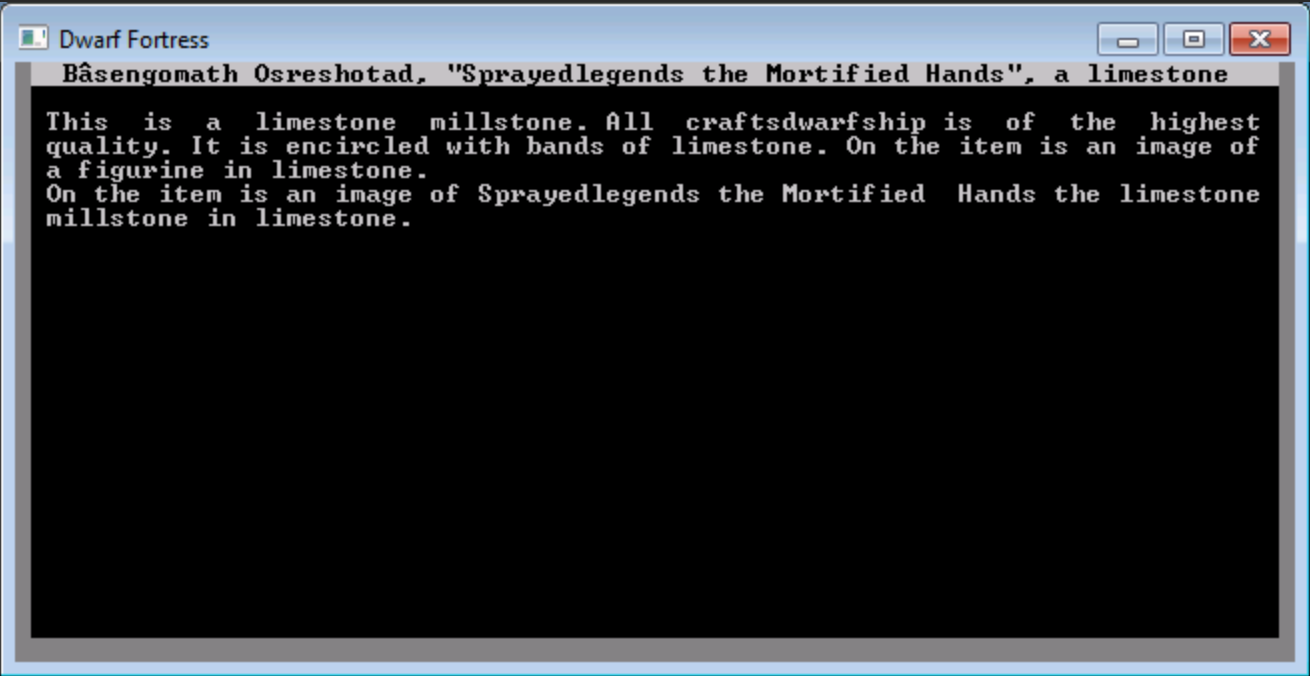 Dwarf Fortress
Bâsengomath Osreshotad, "Sprayedlegends the Mortified Hands", a limestone
This is a limestone millstone. All craftsdwarfship is of the highest
quality. It is encircled with bands of limestone. On the item is an image of
a figurine in limestone.
On the item is an image of Sprayedlegends the Mortified Hands the limestone
millstone in limestone.